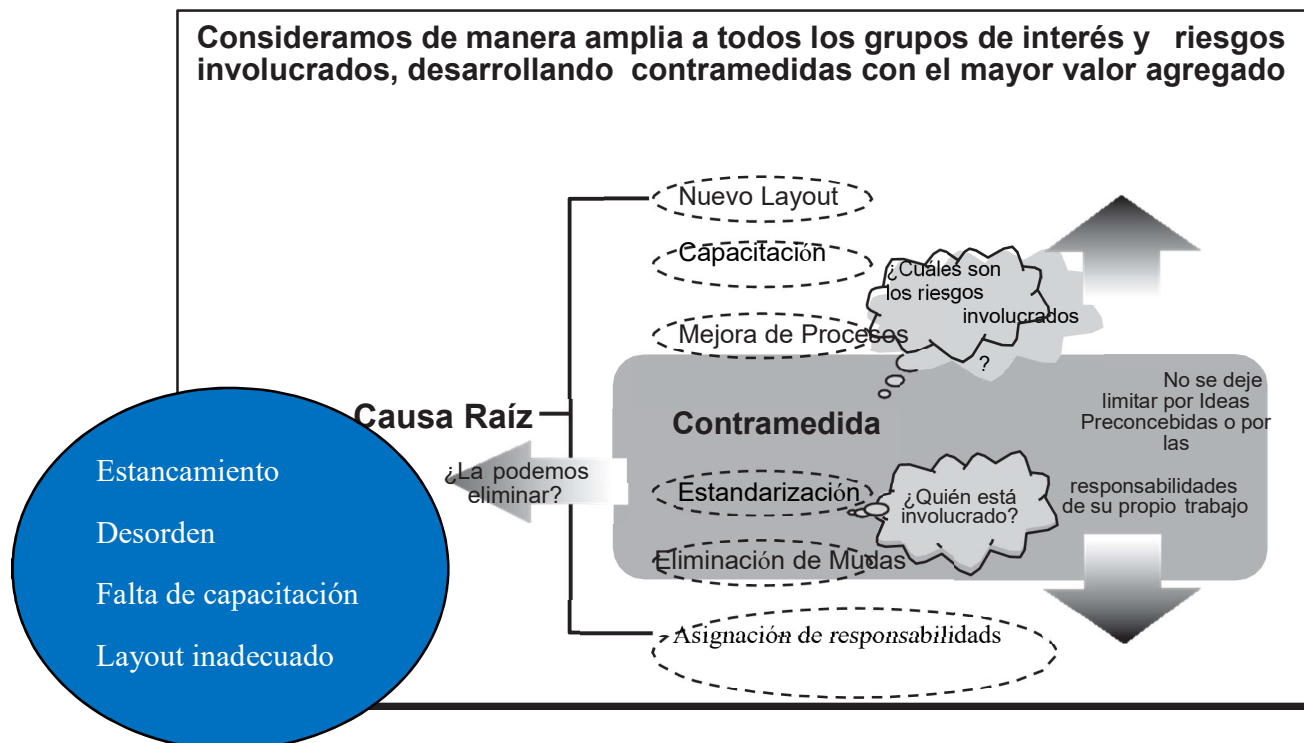 Consideramos de manera amplia a todos los grupos de interés y riesgos
involucrados, desarrollando contramedidas con el mayor valor agregado
Nuevo Layout
Capacitación
¿Cuáles son
los riesgos
involucrados
?
Mejora de Procesos
Causa Raíz
Contramedida
No se deje
limitar por Ideas
Preconcebidas o por
las
responsabilidades
de su propio trabajo
¿La podemos
eliminar?
Estandarización
¿Quién está
involucrado?
Eliminación de Mudas
Asignación de responsabilidads
Estancamiento
Desorden
Falta de capacitación
Layout inadecuado